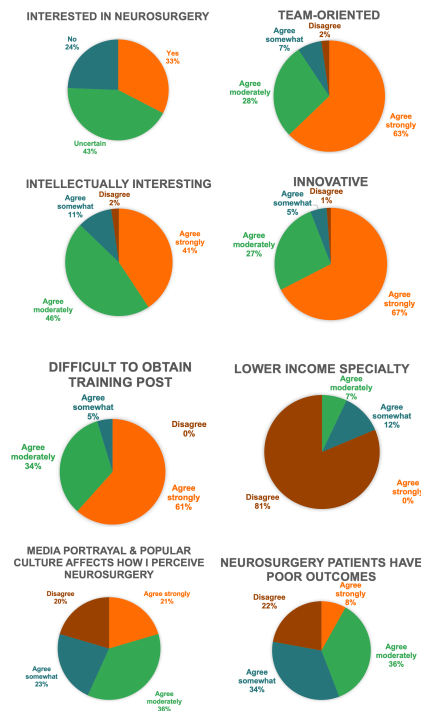 INTERESTED IN NEUROSURGERY
No
24%
Yes
33%
Uncertain
43%
TEAM-ORIENTED
Disagree
2%
Agree
somewhat
7%
Agree
moderately
28%
Agree
strongly
63%
INTELLECTUALLY INTERESTING
Disagree
2%
Agree
somewhat
11%
Agree
strongly
41%
Agree
moderately
46%
INNOVATIVE
Disagree
1%
Agree
somewhat
5%
Agree
moderately
27%
Agree
strongly
67%
DIFFICULT TO OBTAIN
TRAINING POST
Agree
somewhat
5%
Disagree
0%
Agree
moderately
34%
Agree
strongly
61%
LOWER INCOME SPECIALTY
Agree
moderately
7%
Agree
somewhat
12%
Disagree
81%
Agree
strongly
0%
MEDIA PORTRAYAL & POPULAR
CULTURE AFFECTS HOW I PERCEIVE
NEUROSURGERY
Disagree
20%
Agree strongly
21%
Agree
somewhat
23%
Agree
moderately
36%
NEUROSURGERY PATIENTS HAVE
POOR OUTCOMES
Agree
strongly
8%
Disagree
22%
Agree
moderately
36%
Agree
somewhat
34%